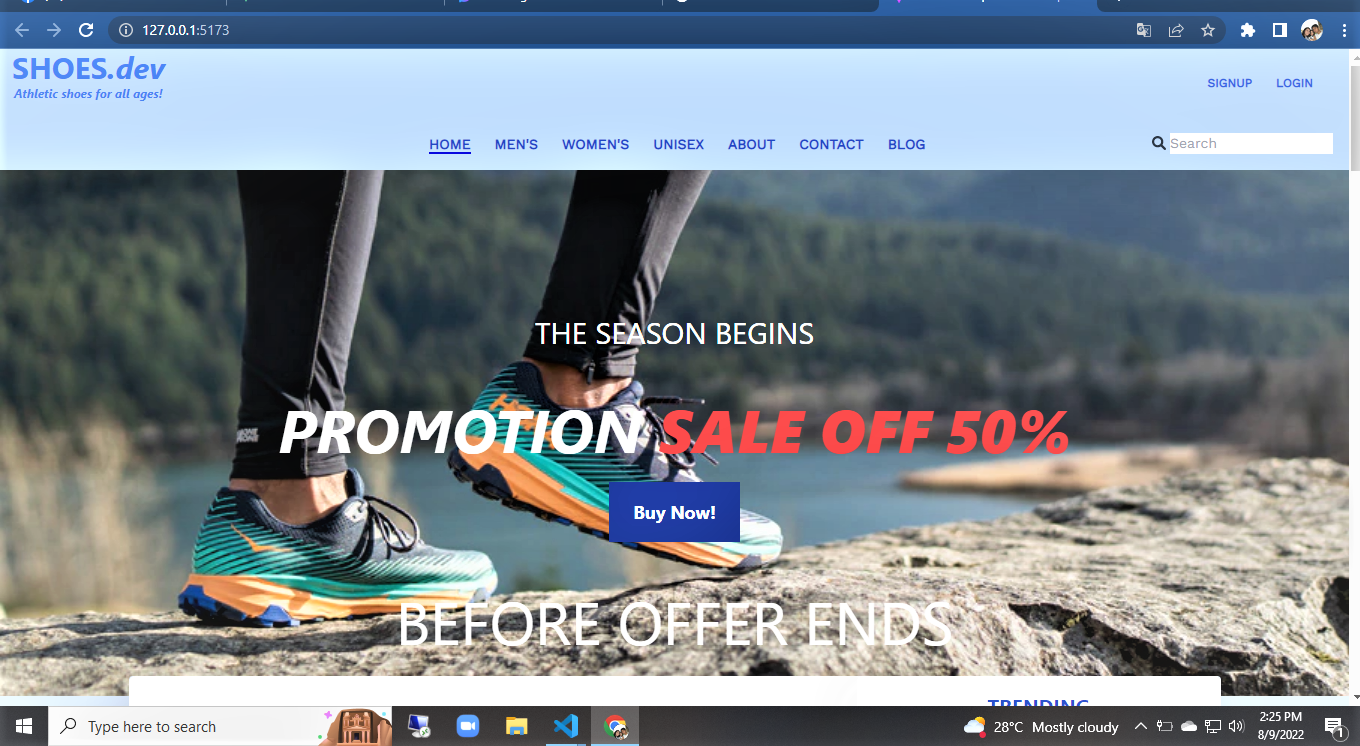 127.0.0.1:5173
SHOES.dev
Athletic shoes for all ages!
SIGNUP LOGIN
HOME MEN'S WOMEN'S UNISEX ABOUT CONTACT BLOG
Search
THE SEASON BEGINS
PROMOTION SALE OFF 50%
Buy Now!
BEFORE OFFER ENDS
TRENDING
Type here to search
28°C Mostly cloudy
2:25 PM
8/9/2022
1